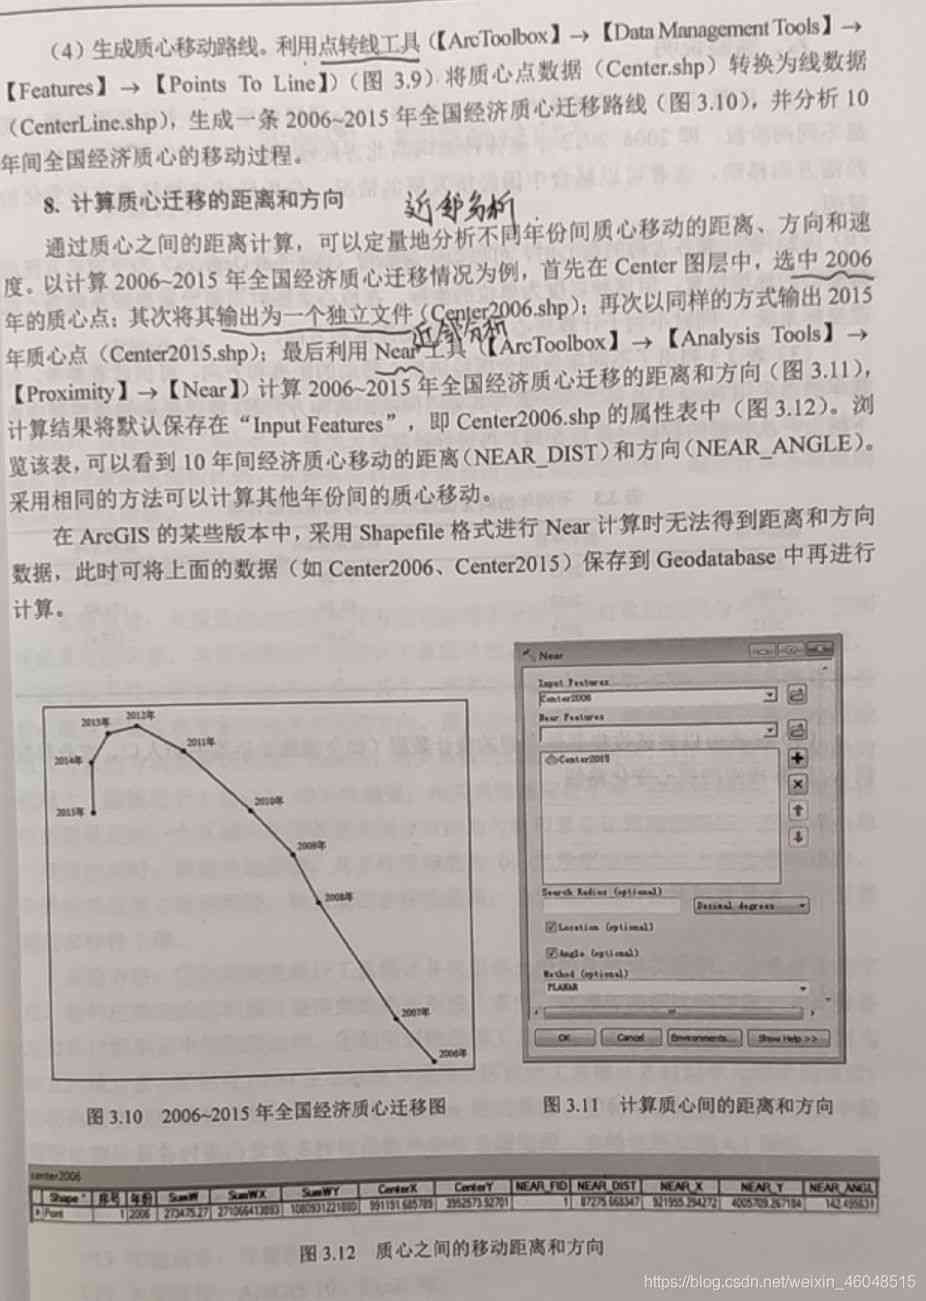 （4）生成质心移动路线。利用点转线工具（【ArcToolbox】→【Data Management Tools】→
【Features】→【Points To Line】）（图 3.9）将质心点数据（Center.shp）转换为线数据
（CenterLine.shp），生成一条 2006~2015 年全国经济质心迁移路线（图 3.10），并分析 10
年间全国经济质心的移动过程。
8. 计算质心迁移的距离和方向
近邻分析
通过质心之间的距离计算，可以定量地分析不同年份间质心移动的距离、方向和速
度。以计算 2006~2015 年全国经济质心迁移情况为例，首先在 Center 图层中，选中 2006
年的质心点；其次将其输出为一个独立文件（Center2006.shp）；再次以同样的方式输出 2015
近邻分析
年质心点（Center2015.shp）；最后利用 Near 工具（【ArcToolbox】→【Analysis Tools】→
【Proximity】→【Near】）计算 2006~2015 年全国经济质心迁移的距离和方向（图 3.11），
计算结果将默认保存在“Input Features”，即 Center2006.shp 的属性表中（图 3.12）。浏
览该表，可以看到 10 年间经济质心移动的距离（NEAR_DIST）和方向（NEAR_ANGLE）。
采用相同的方法可以计算其他年份间的质心移动。
在 ArcGIS 的某些版本中，采用 Shapefile 格式进行 Near 计算时无法得到距离和方向
数据，此时可将上面的数据（如 Center2006、Center2015）保存到 Geodatabase 中再进行
计算。
2013年
2012年
2011年
2014年
2015年
2010年
2009年
2008年
2007年
2006年
图 3.10 2006~2015 年全国经济质心迁移图
Near
Input Features
Center2006
Near Features
Center2015
Search Radius (optional)
Decimal degrees
Location (optional)
Angle (optional)
Method (optional)
PLANAR
OK Cancel Environments... Show Help >>
图 3.11 计算质心间的距离和方向
center2006
Shape * 序号 年份 SumW SumWX SumWY CenterX CenterY NEAR_FID NEAR_DIST NEAR_X NEAR_Y NEAR_ANGL
Point 1 2006 273475.27 991191.685785 3952573.92701 1 87275.668347 921955.294272 4005709.267184 142.495631
图 3.12 质心之间的移动距离和方向
https://blog.csdn.net/weixin_46048515